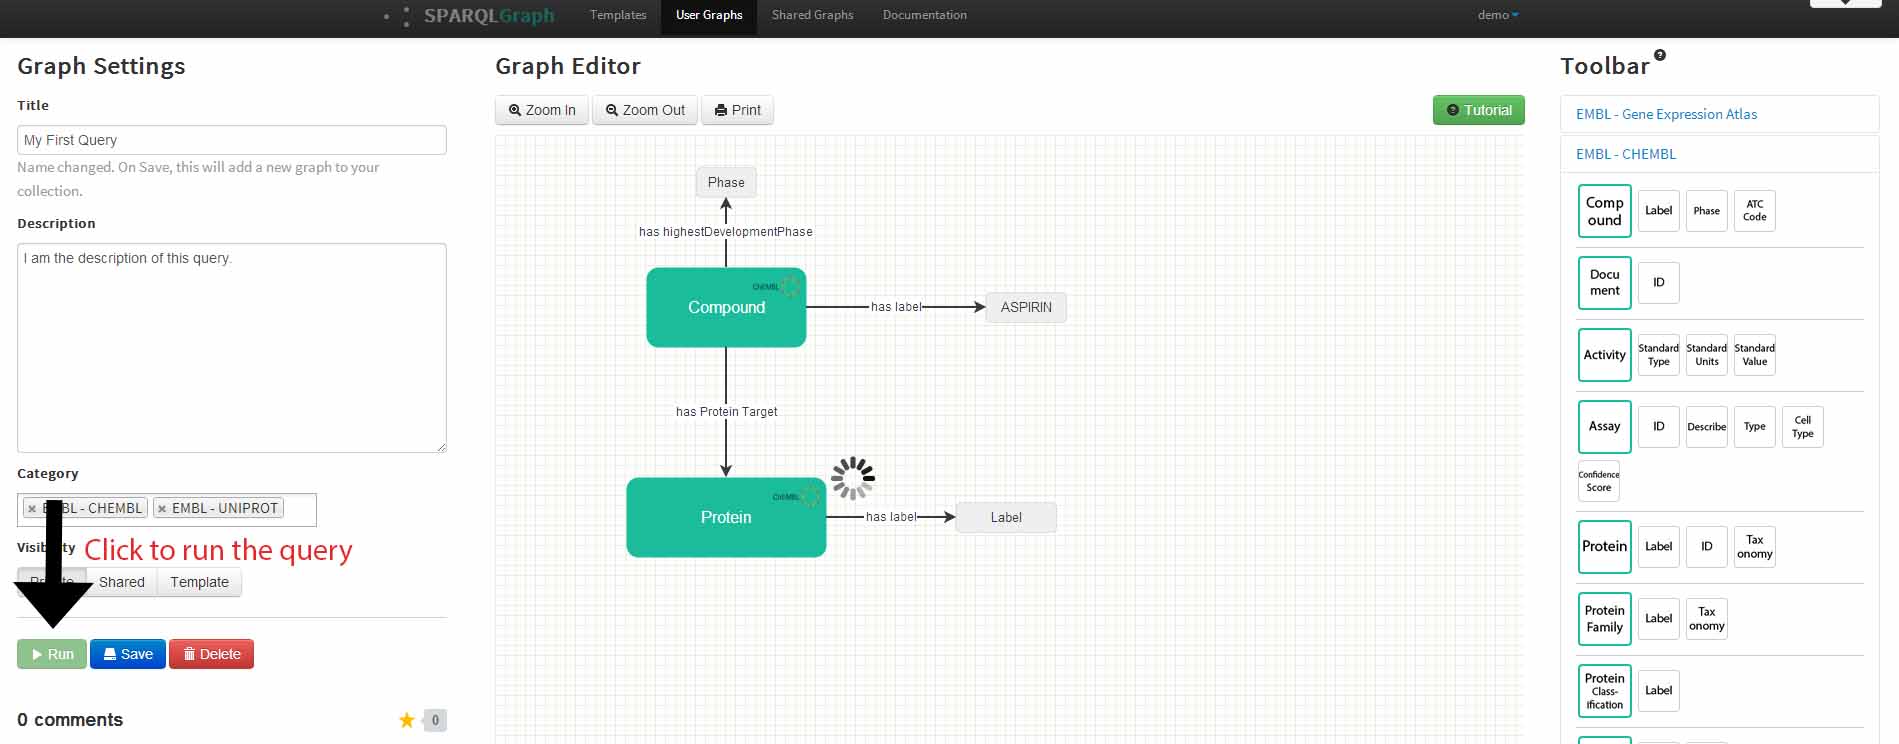 SPARQLGraph
Templates
User Graphs
Shared Graphs
Documentation
demo
Graph Settings
Title
My First Query
Name changed. On Save, this will add a new graph to your
collection.
Description
I am the description of this query.
Category
× EMBL - CHEMBL × EMBL - UNIPROT
Visibility
Click to run the query
Private Shared Template
Run Save Delete
0 comments
0
Graph Editor
Zoom In Zoom Out Print
Tutorial
Phase
has highestDevelopmentPhase
CHEMBL
Compound
has label
ASPIRIN
has Protein Target
CHEMBL
Protein
has label
Label
Toolbar
EMBL - Gene Expression Atlas
EMBL - CHEMBL
Comp
ound
Label
Phase
ATC
Code
Docu
ment
ID
Activity
Standard
Type
Standard
Units
Standard
Value
Assay
ID
Describe
Type
Cell
Type
Confidence
Score
Protein
Label
ID
Tax
onomy
Protein
Family
Label
Tax
onomy
Protein
Class-
ification
Label